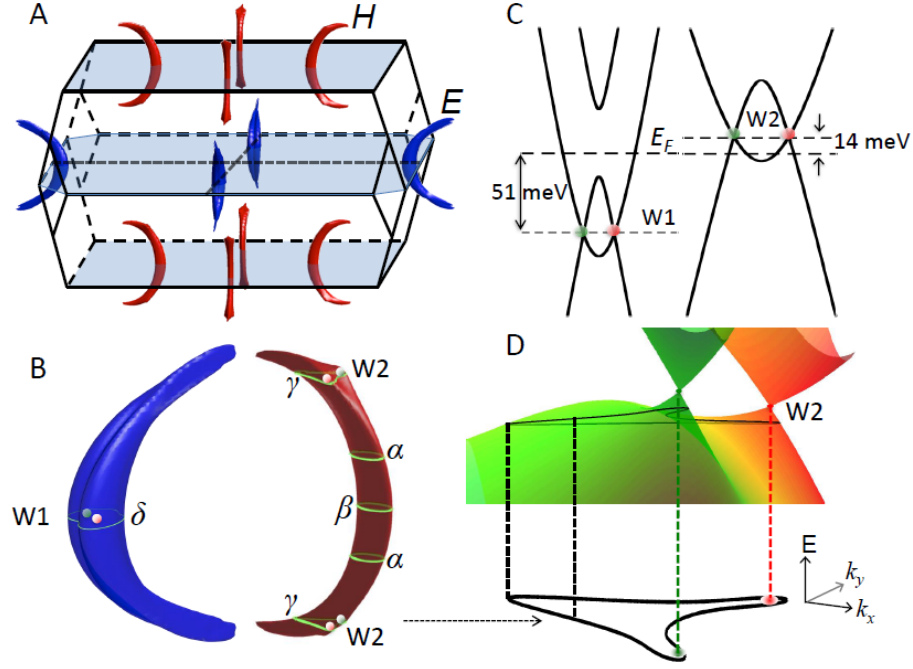 A
H
E
C
E_F
W2
14 meV
51 meV
W1
B
γ
W2
α
W1
δ
β
α
γ
W2
D
W2
E
k_y
k_x